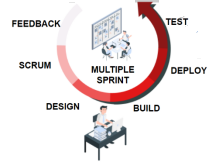 FEEDBACK
TEST
SCRUM
MULTIPLE
SPRINT
DEPLOY
DESIGN
BUILD